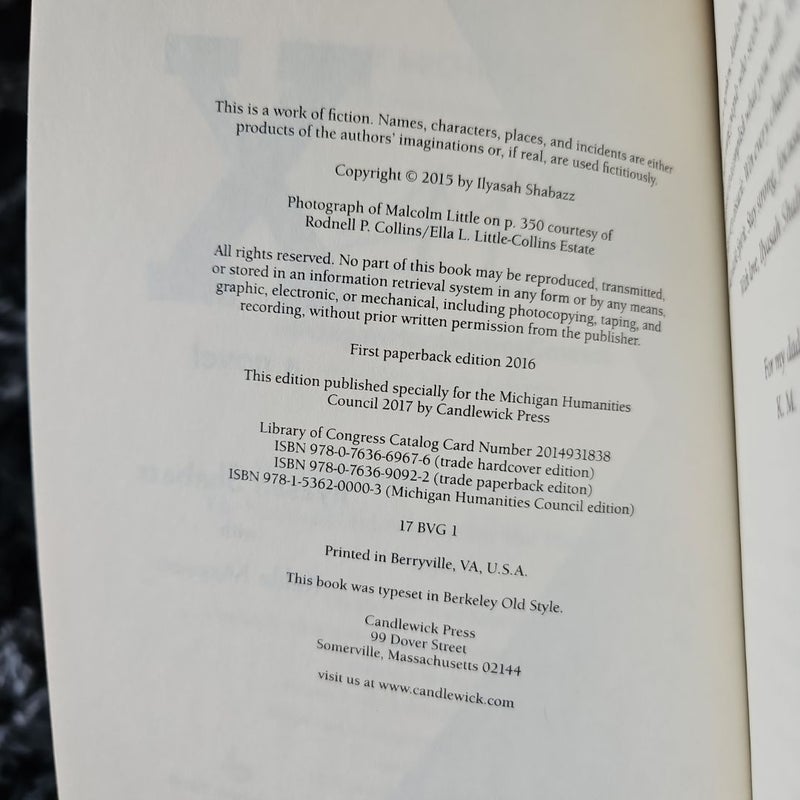 This is a work of fiction. Names, characters, places, and incidents are either
products of the authors' imaginations or, if real, are used fictitiously.
Copyright © 2015 by Ilyasah Shabazz
Photograph of Malcolm Little on p. 350 courtesy of
Rodnell P. Collins/Ella L. Little-Collins Estate
All rights reserved. No part of this book may be reproduced, transmitted,
or stored in an information retrieval system in any form or by any means,
graphic, electronic, or mechanical, including photocopying, taping, and
recording, without prior written permission from the publisher.
First paperback edition 2016
This edition published specially for the Michigan Humanities
Council 2017 by Candlewick Press
Library of Congress Catalog Card Number 2014931838
ISBN 978-0-7636-6967-6 (trade hardcover edition)
ISBN 978-0-7636-9092-2 (trade paperback editon)
ISBN 978-1-5362-0000-3 (Michigan Humanities Council edition)
17 BVG 1
Printed in Berryville, VA, U.S.A.
This book was typeset in Berkeley Old Style.
Candlewick Press
99 Dover Street
Somerville, Massachusetts 02144
visit us at www.candlewick.com
For my
K. M.